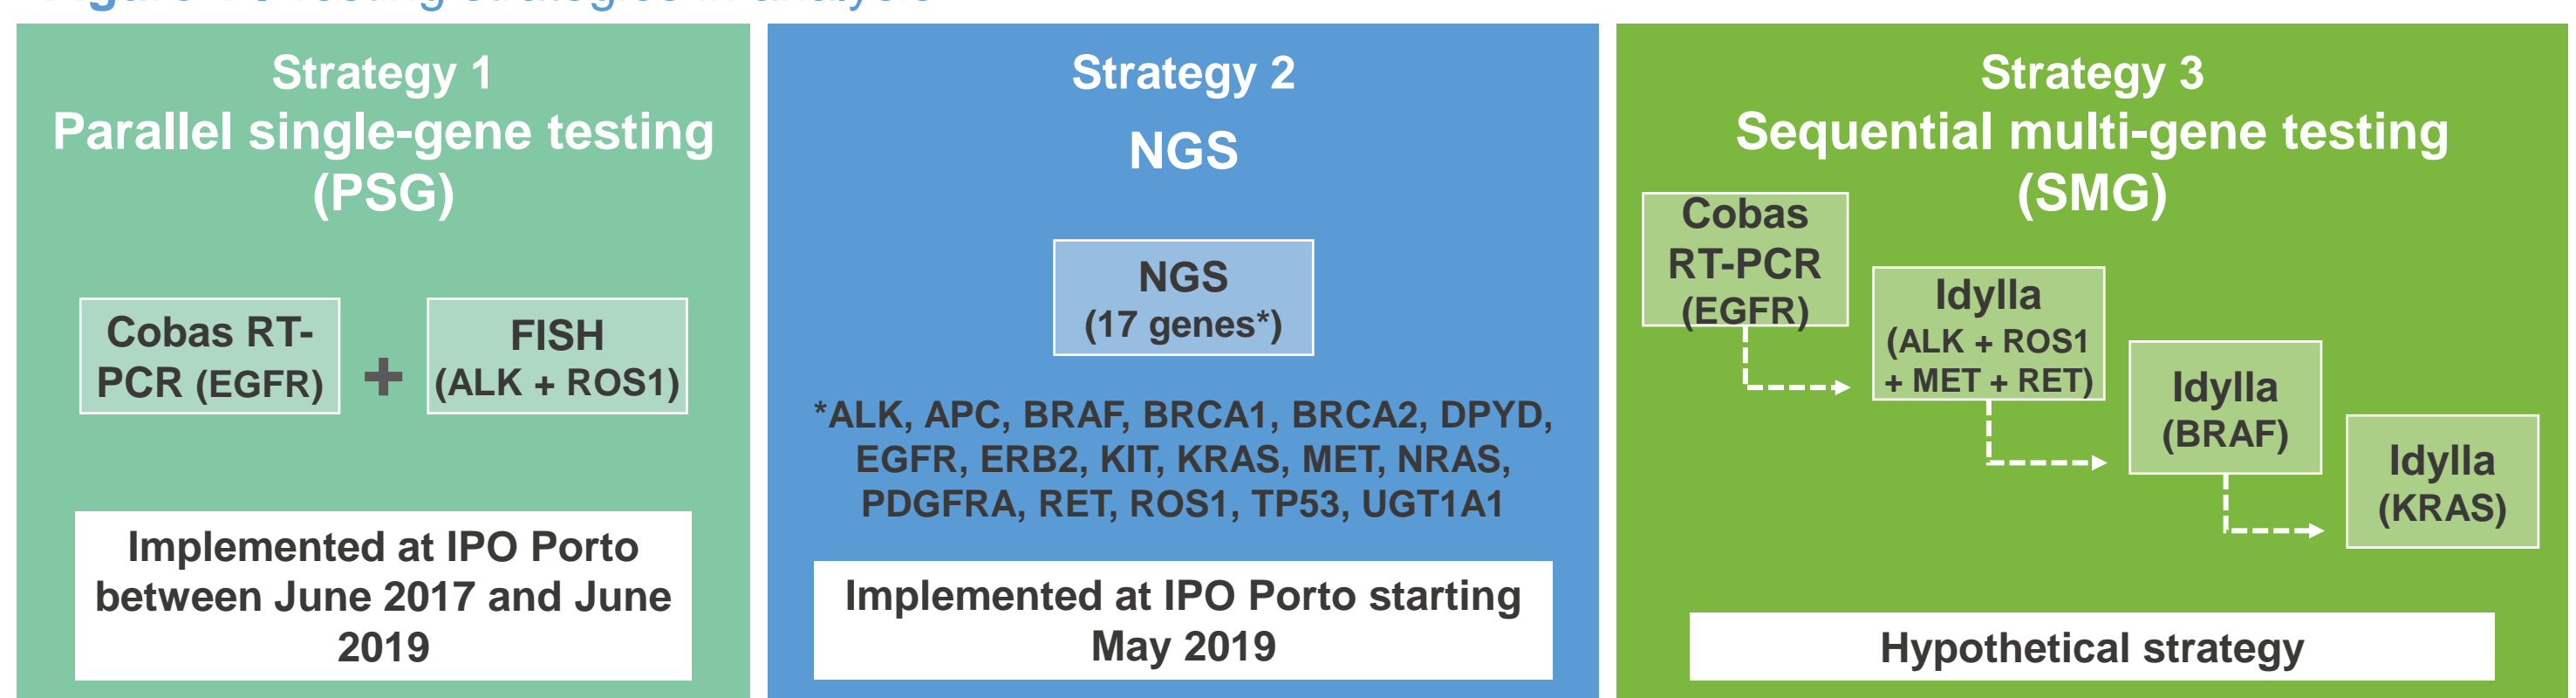 Strategy 1
Parallel single-gene testing
(PSG)
Cobas RT-
PCR (EGFR)
+
FISH
(ALK + ROS1)
Implemented at IPO Porto
between June 2017 and June
2019
Strategy 2
NGS
NGS
(17 genes*)
*ALK, APC, BRAF, BRCA1, BRCA2, DPYD,
EGFR, ERB2, KIT, KRAS, MET, NRAS,
PDGFRA, RET, ROS1, TP53, UGT1A1
Implemented at IPO Porto starting
May 2019
Strategy 3
Sequential multi-gene testing
(SMG)
Cobas
RT-PCR
(EGFR)
Idylla
(ALK + ROS1
+ MET + RET)
Idylla
(BRAF)
Idylla
(KRAS)
Hypothetical strategy